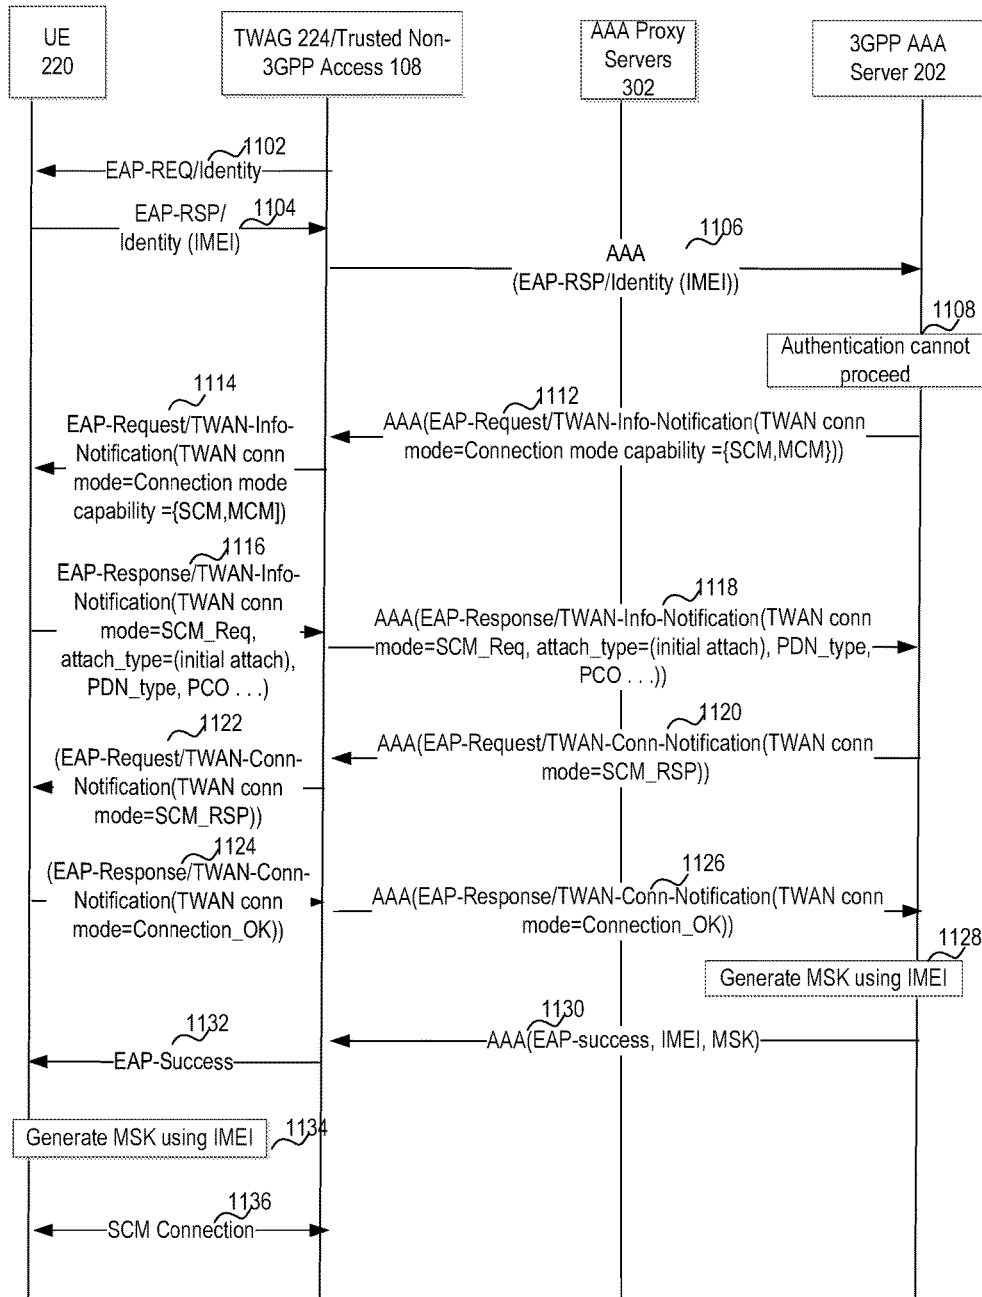 UE
220
TWAG 224/Trusted Non-
3GPP Access 108
AAA Proxy
Servers
302
3GPP AAA
Server 202
1102
EAP-REQ/Identity
1104
EAP-RSP/
Identity (IMEI)
1106
AAA
(EAP-RSP/Identity (IMEI))
1108
Authentication cannot
proceed
1112
AAA(EAP-Request/TWAN-Info-Notification(TWAN conn
mode=Connection mode capability ={SCM,MCM}))
1114
EAP-Request/TWAN-Info-
Notification(TWAN conn
mode=Connection mode
capability ={SCM,MCM])
1116
EAP-Response/TWAN-Info-
Notification(TWAN conn
mode=SCM_Req,
attach_type=(initial attach),
PDN_type, PCO . . .)
1118
AAA(EAP-Response/TWAN-Info-Notification(TWAN conn
mode=SCM_Req, attach_type=(initial attach), PDN_type,
PCO . . .))
1120
AAA(EAP-Request/TWAN-Conn-Notification(TWAN conn
mode=SCM_RSP))
1122
(EAP-Request/TWAN-Conn-
Notification(TWAN conn
mode=SCM_RSP))
1124
(EAP-Response/TWAN-Conn-
Notification(TWAN conn
mode=Connection_OK))
1126
AAA(EAP-Response/TWAN-Conn-Notification(TWAN conn
mode=Connection_OK))
1128
Generate MSK using IMEI
1130
AAA(EAP-success, IMEI, MSK)
1132
EAP-Success
Generate MSK using IMEI
1134
1136
SCM Connection